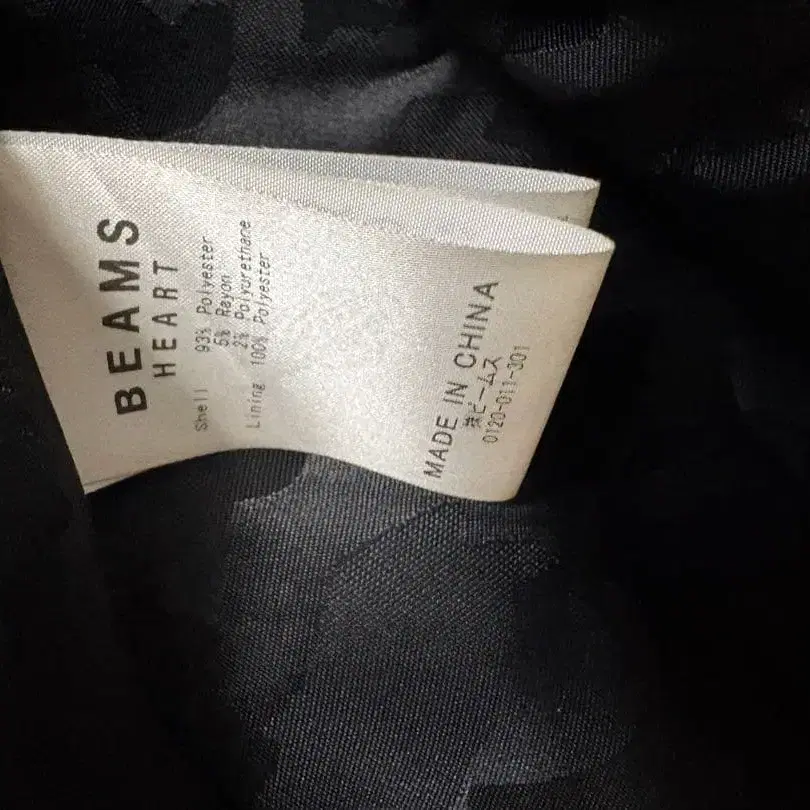 BEAMS
HEART
Shell 93% Polyester
5% Rayon
2% Polyurethane
Lining 100% Polyester
MADE IN CHINA
㈱ビームス
0120-011-301